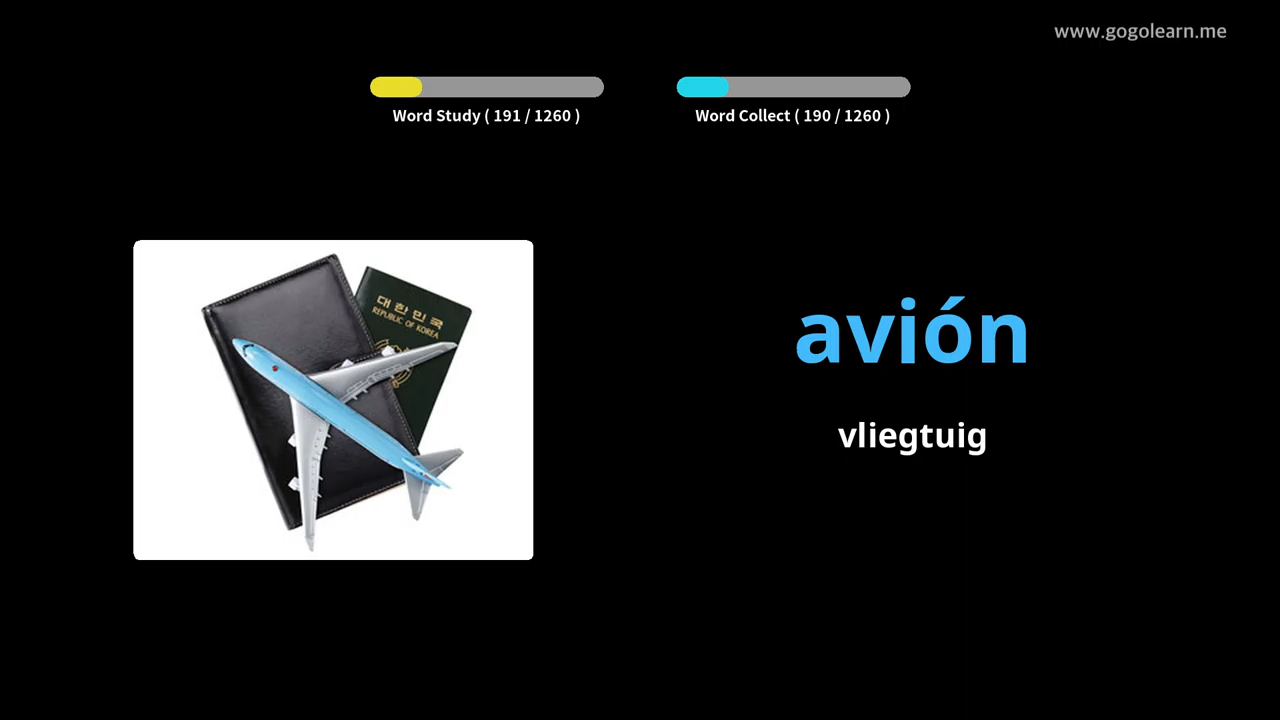 www.gogolearn.me
Word Study ( 191 / 1260 )
Word Collect ( 190 / 1260 )
대한민국
REPUBLIC OF KOREA
avión
vliegtuig